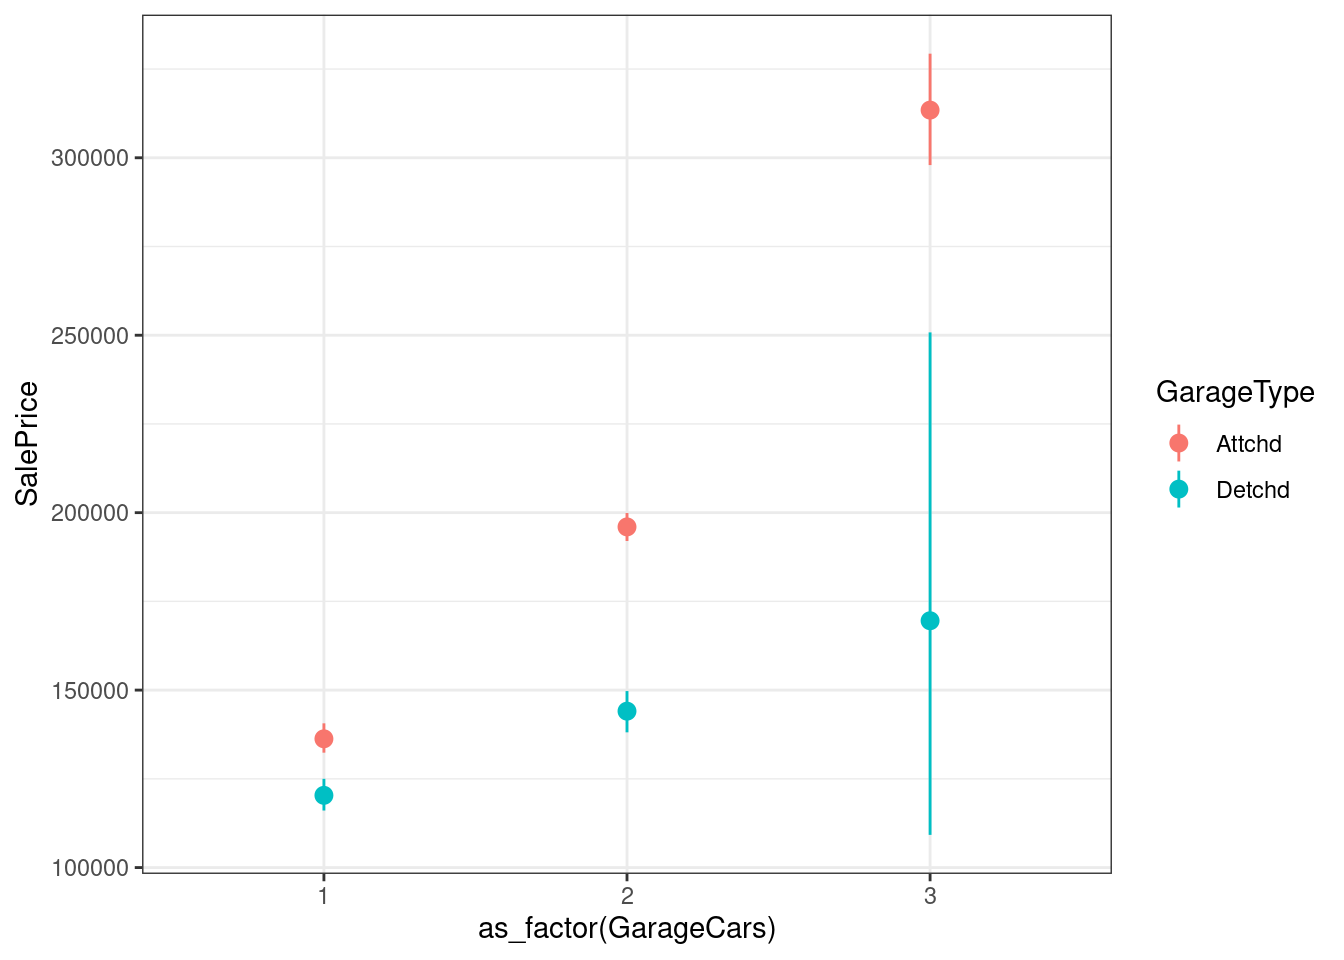 300000
250000
200000
150000
100000
SalePrice
1 2 3
as_factor(GarageCars)
GarageType
Attchd
Detchd